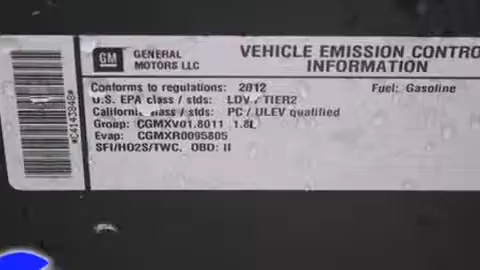 GM
GENERAL MOTORS LLC
VEHICLE EMISSION CONTRO
INFORMATION
Conforms to regulations: 2012 Fuel: Gasoline
U.S. EPA class / stds: LDV / TIER2
California class / stds: PC / ULEV qualified
Group: CGMXV01.8011 1.8L
Evap: CGMXR0095805
SFI/HO2S/TWC, OBD: II